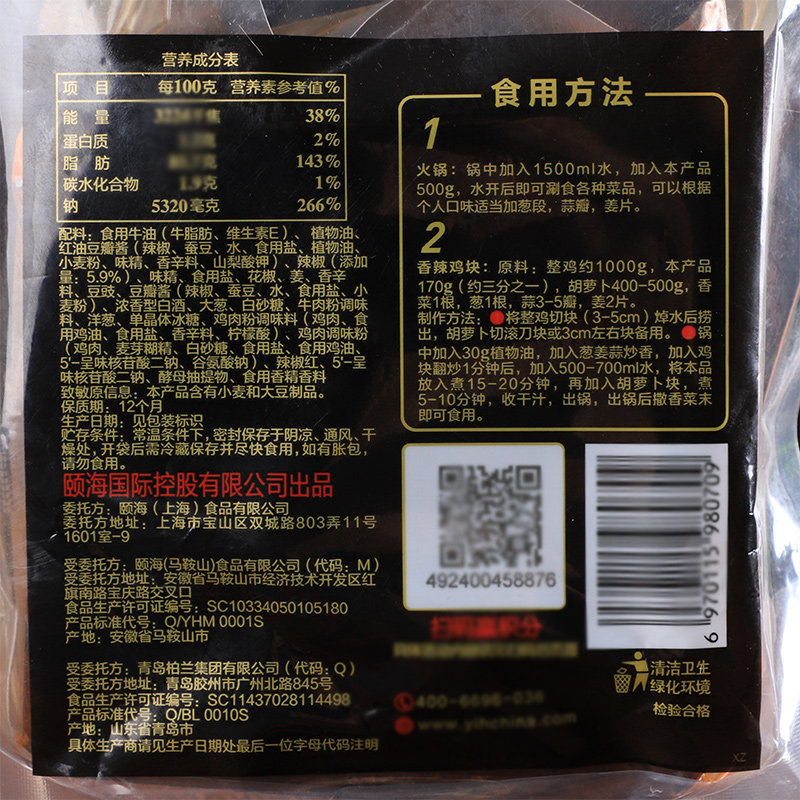 营养成分表
项 目 每100克 营养素参考值%
能 量 38%
蛋白质 2%
脂 肪 143%
碳水化合物 1.9克 1%
钠 5320毫克 266%
配料：食用牛油（牛脂肪、维生素E）、植物油、
红油豆瓣酱（辣椒、蚕豆、水、食用盐、植物油、
小麦粉、味精、香辛料、山梨酸钾）、辣椒（添加
量：5.9%）、味精、食用盐、花椒、姜、香辛
料、豆豉、豆瓣酱（辣椒、蚕豆、水、食用盐、小
麦粉）、浓香型白酒、大葱、白砂糖、牛肉粉调味
料、洋葱、单晶体冰糖、鸡肉粉调味料（鸡肉、食
用鸡油、食用盐、香辛料、柠檬酸）、鸡肉味调味粉
（鸡肉、麦芽糊精、白砂糖、食用盐、食用鸡油、
5'-呈味核苷酸二钠、谷氨酸钠）、辣椒红、5'-呈
味核苷酸二钠、酵母抽提物、食用香精香料
致敏原信息：本产品含有小麦和大豆制品。
保质期：12个月
生产日期：见包装标识
贮存条件：常温条件下，密封保存于阴凉、通风、干
燥处，开袋后需冷藏保存并尽快食用，如有胀包，
请勿食用。
颐海国际控股有限公司出品
委托方：颐海（上海）食品有限公司
委托方地址：上海市宝山区双城路803弄11号
1601室-9
受委托方：颐海(马鞍山)食品有限公司（代码：M）
受委托方地址：安徽省马鞍山市经济技术开发区红
旗南路宝庆路交叉口
食品生产许可证编号：SC10334050105180
产品标准代号：Q/YHM 0001S
产地：安徽省马鞍山市
受委托方：青岛柏兰集团有限公司（代码：Q）
受委托方地址：青岛胶州市广州北路845号
食品生产许可证编号：SC11437028114498
产品标准代号：Q/BL 0010S
产地：山东省青岛市
具体生产商请见生产日期处最后一位字母代码注明
食用方法
1
火锅：锅中加入1500ml水，加入本产品
500g，水开后即可涮食各种菜品，可以根据
个人口味适当加葱段，蒜瓣，姜片。
2
香辣鸡块：原料：整鸡约1000g，本产品
170g（约三分之一），胡萝卜400-500g，香
菜1根，葱1根，蒜3-5瓣，姜2片。
制作方法：将整鸡切块（3-5cm）焯水后捞
出，胡萝卜切滚刀块或3cm左右块备用。锅
中加入30g植物油，加入葱姜蒜炒香，加入鸡
块翻炒1分钟后，加入500-700ml水，将本品
放入煮15-20分钟，再加入胡萝卜块，煮
5-10分钟，收干汁，出锅，出锅后撒香菜末
即可食用。
492400458876
扫码赢积分
400-6696-036
www.yihchina.com
6 970115 980709
清洁卫生
绿化环境
检验合格
XZ